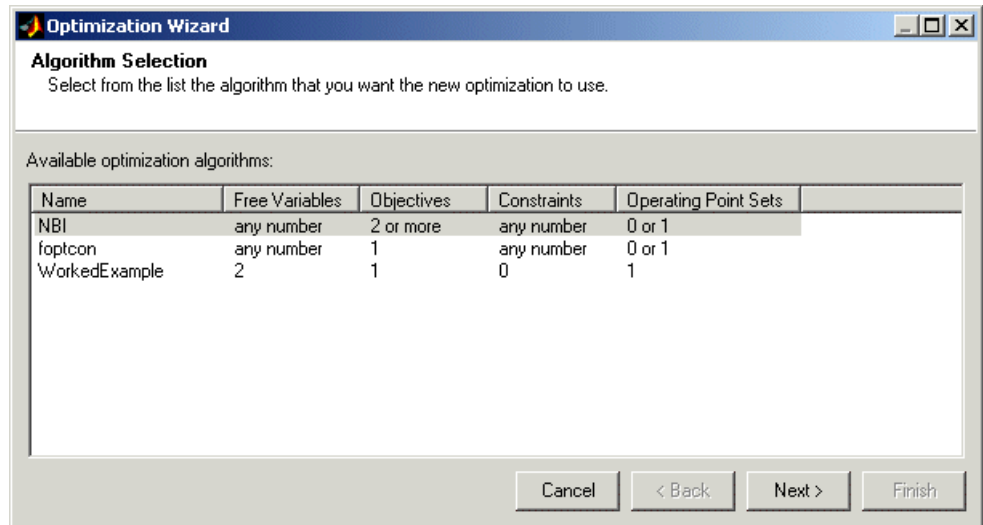 Optimization Wizard
Algorithm Selection
Select from the list the algorithm that you want the new optimization to use.
Available optimization algorithms:
Name Free Variables Objectives Constraints Operating Point Sets
NBI any number 2 or more any number 0 or 1
foptcon any number 1 any number 0 or 1
WorkedExample 2 1 0 1
Cancel < Back Next > Finish